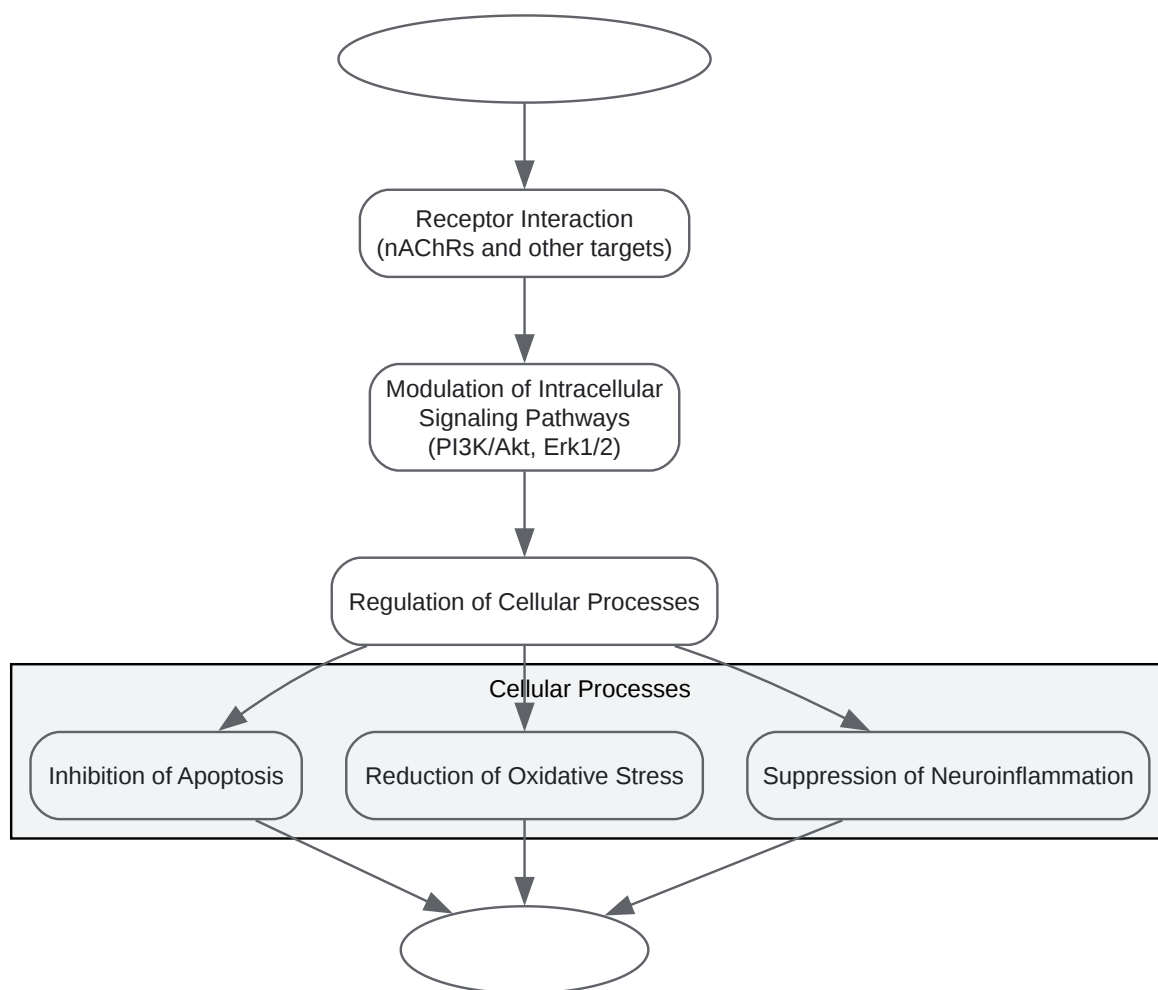 Receptor Interaction
(nAChRs and other targets)
Modulation of Intracellular
Signaling Pathways
(PI3K/Akt, Erk1/2)
Regulation of Cellular Processes
Cellular Processes
Inhibition of Apoptosis
Reduction of Oxidative Stress
Suppression of Neuroinflammation